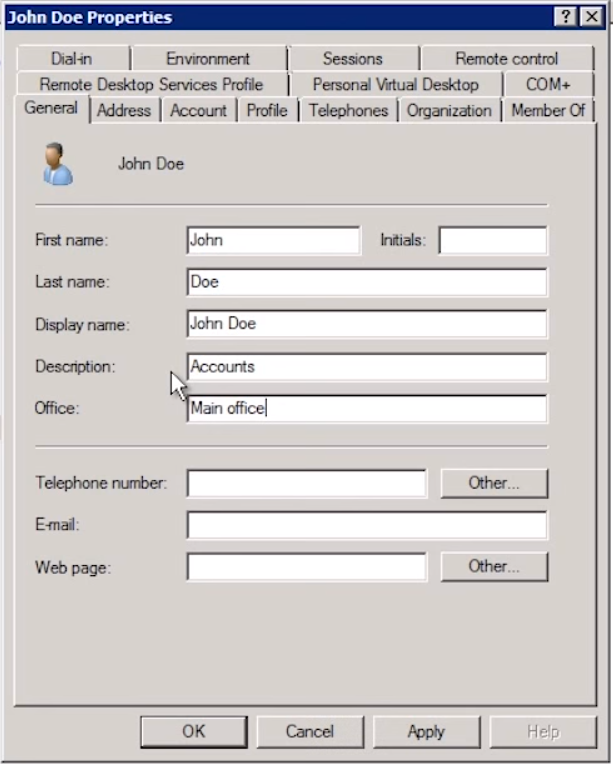 John Doe Properties
? X
Dial-in Environment Sessions Remote control
Remote Desktop Services Profile Personal Virtual Desktop COM+
General Address Account Profile Telephones Organization Member Of
John Doe
First name: John Initials:
Last name: Doe
Display name: John Doe
Description: Accounts
Office: Main office
Telephone number: Other...
E-mail:
Web page: Other...
OK Cancel Apply Help